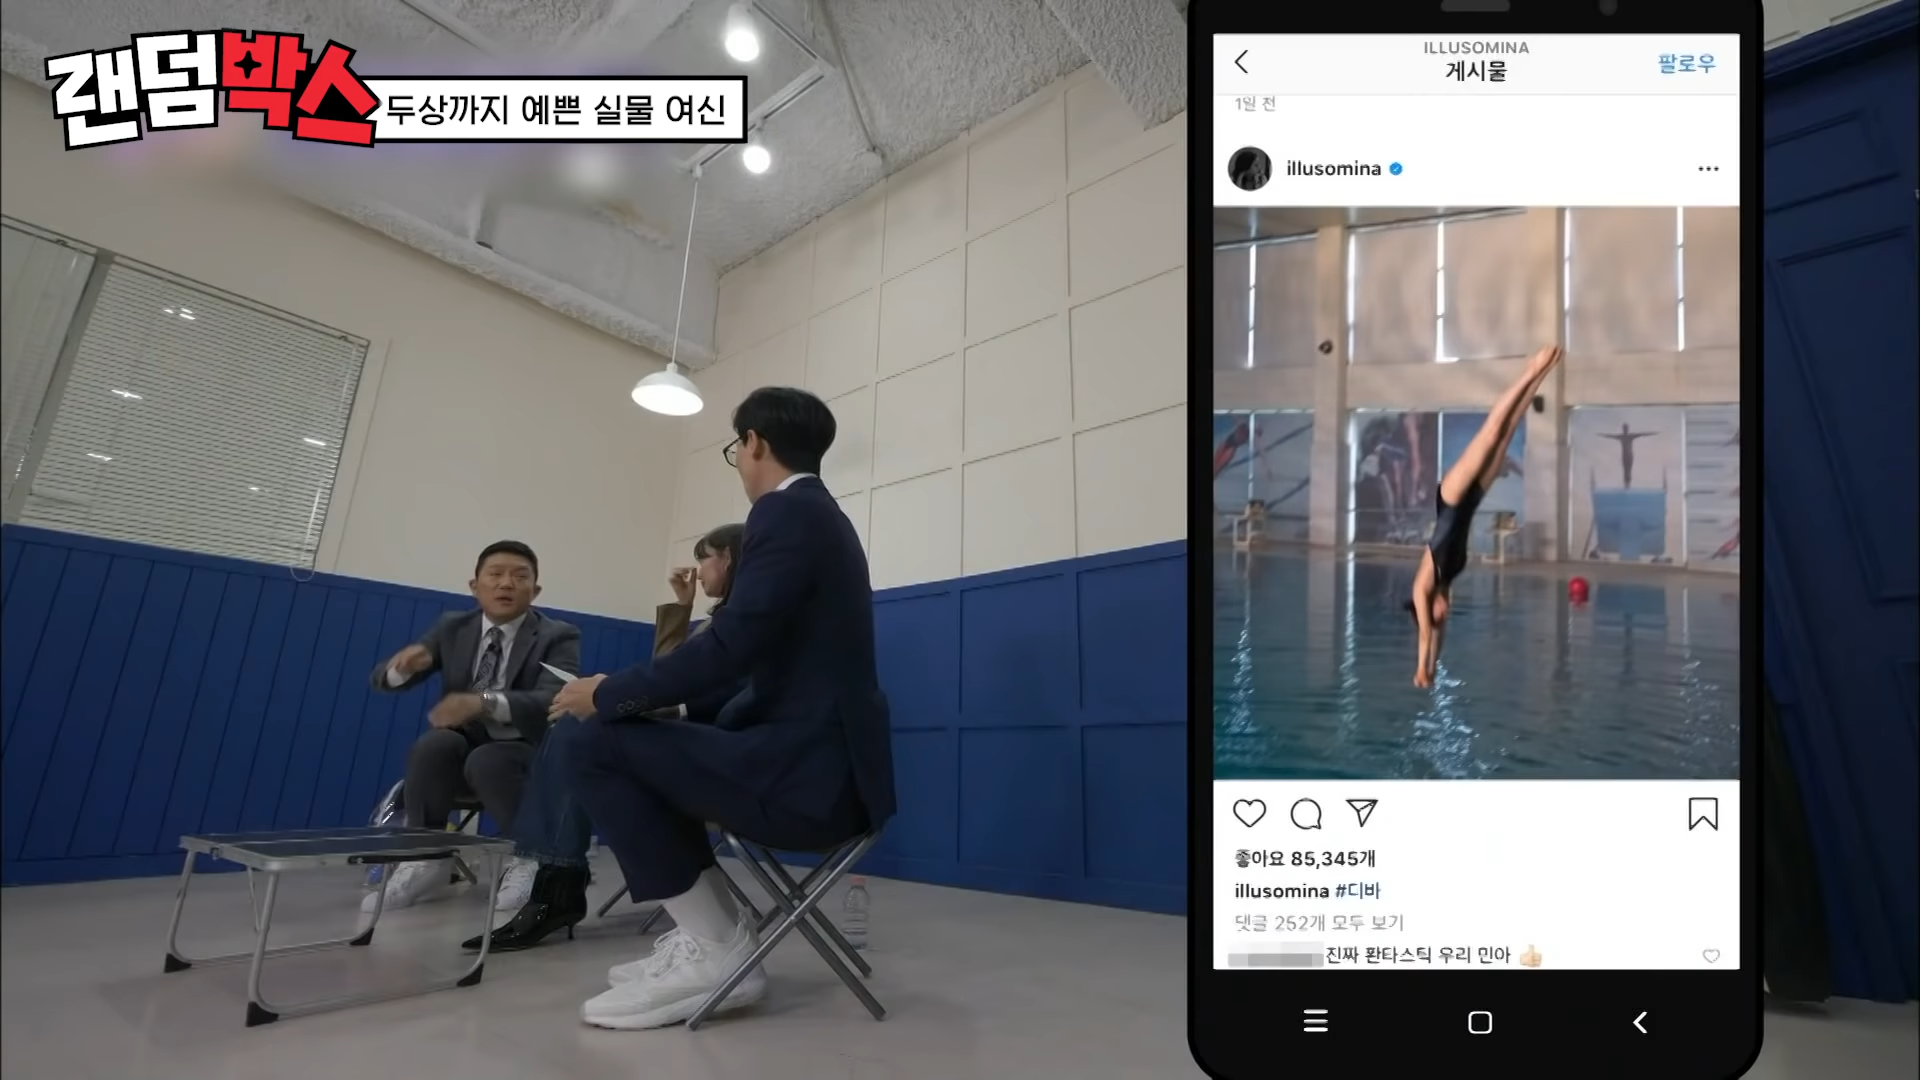 랜덤박스
두상까지 예쁜 실물 여신
ILLUSOMINA
게시물
팔로우
1일 전
illusomina
좋아요 85,345개
illusomina #디바
댓글 252개 모두 보기
진짜 환타스틱 우리 민아 👍🏻